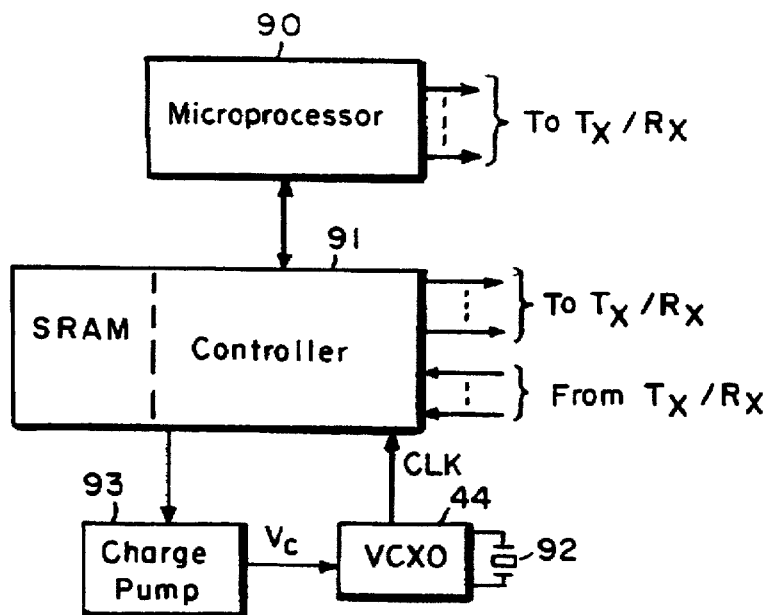 90
Microprocessor
To TX / RX
91
SRAM
Controller
To TX / RX
From TX / RX
CLK
93
44
Charge
Pump
VC
VCXO
92